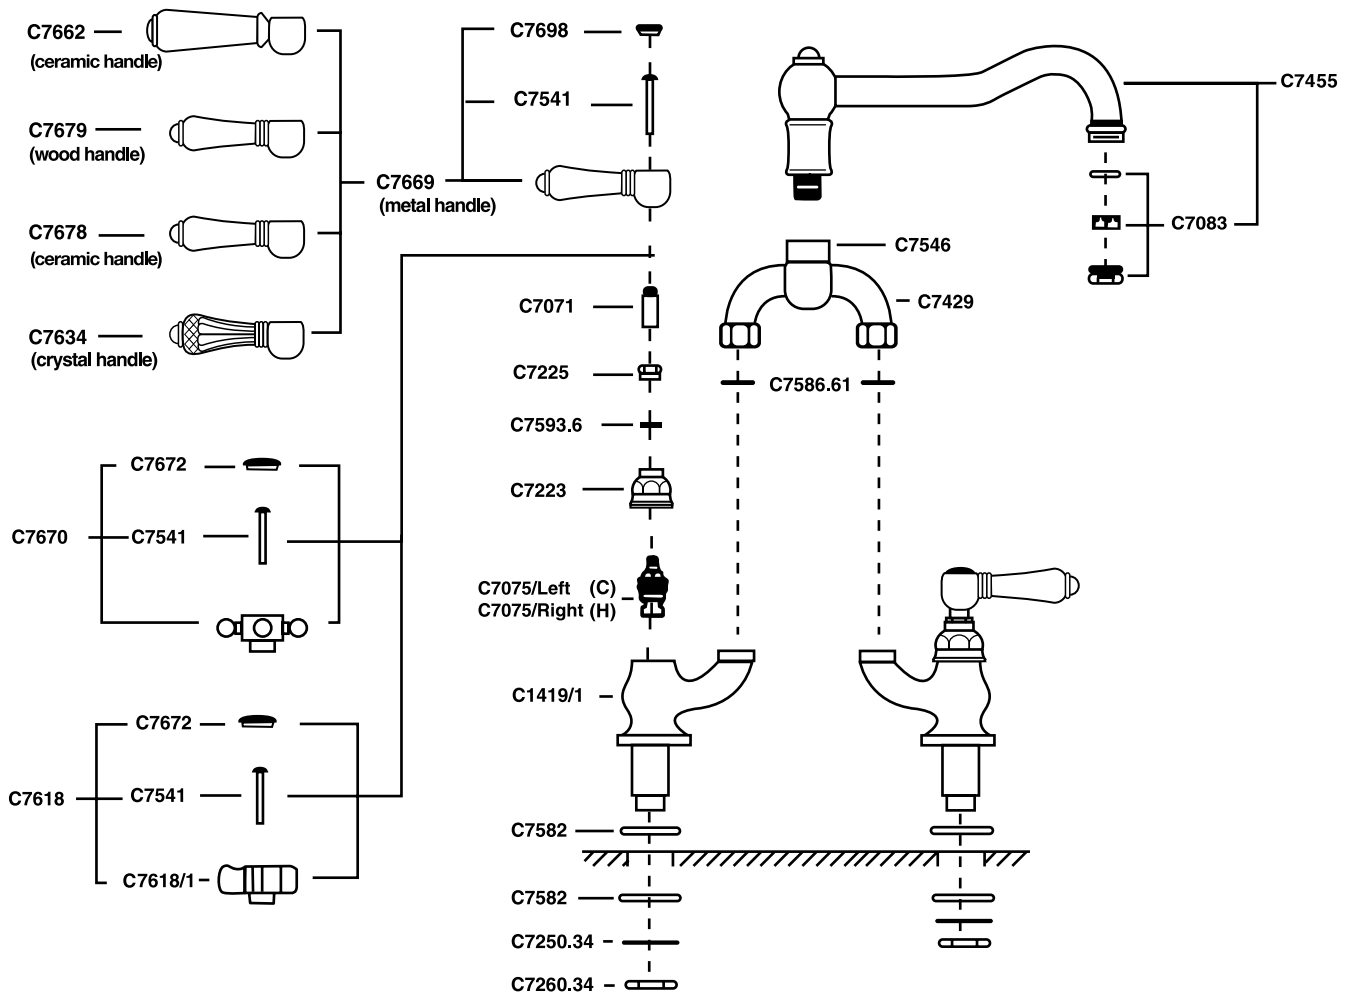 C7662
(ceramic handle)
C7679
(wood handle)
C7678
(ceramic handle)
C7634
(crystal handle)
C7669
(metal handle)
C7698
C7541
C7071
C7225
C7593.6
C7223
C7075/Left (C)
C7075/Right (H)
C1419/1
C7582
C7582
C7250.34
C7260.34
C7455
C7083
C7546
C7429
C7586.61
C7670
C7672
C7541
C7618
C7672
C7541
C7618/1